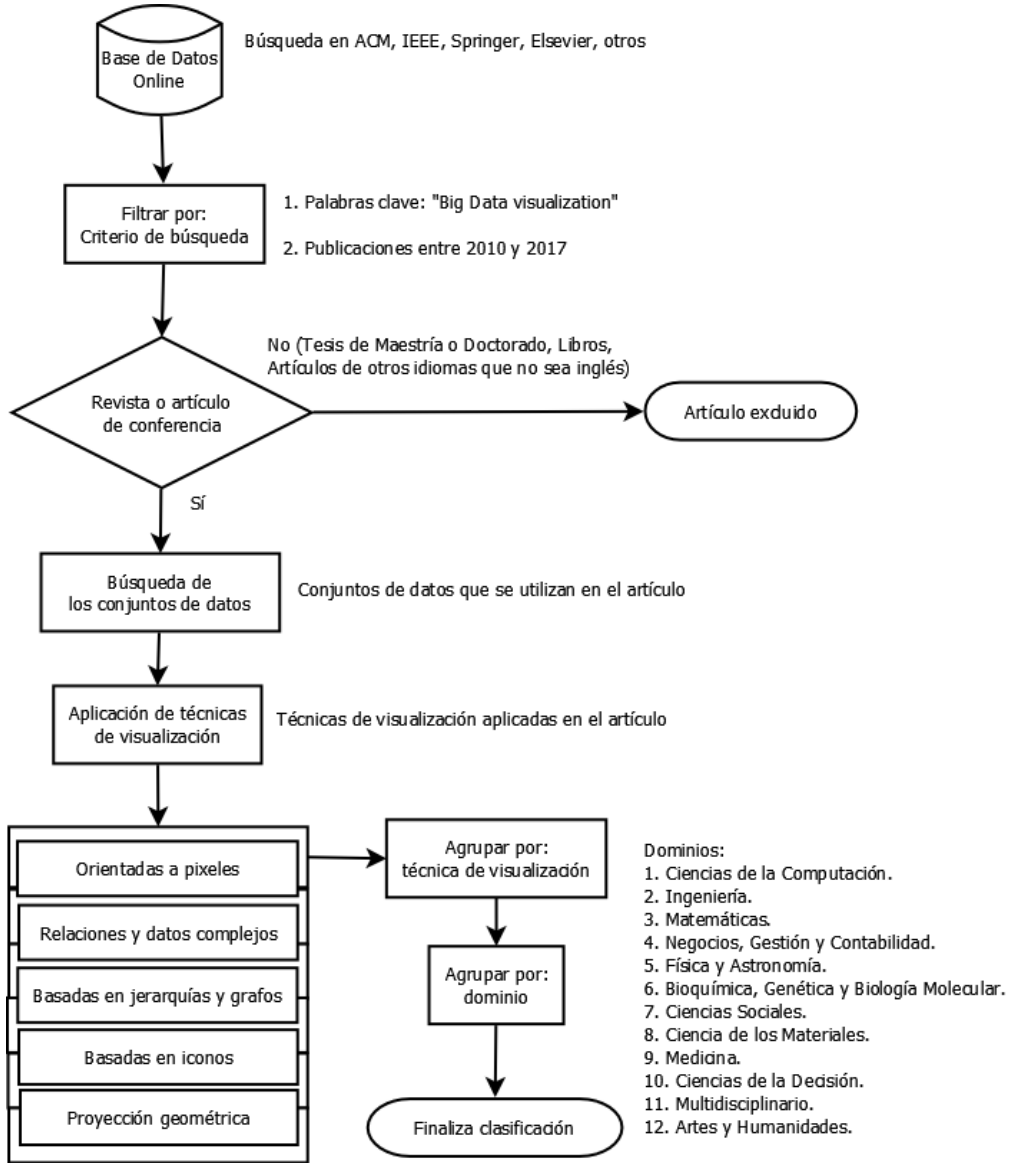 Base de Datos
Online
Búsqueda en ACM, IEEE, Springer, Elsevier, otros
Filtrar por:
Criterio de búsqueda
1. Palabras clave: "Big Data visualization"
2. Publicaciones entre 2010 y 2017
Revista o artículo
de conferencia
No (Tesis de Maestría o Doctorado, Libros,
Artículos de otros idiomas que no sea inglés)
Artículo excluido
Sí
Búsqueda de
los conjuntos de datos
Conjuntos de datos que se utilizan en el artículo
Aplicación de técnicas
de visualización
Técnicas de visualización aplicadas en el artículo
Orientadas a pixeles
Relaciones y datos complejos
Basadas en jerarquías y grafos
Basadas en iconos
Proyección geométrica
Agrupar por:
técnica de visualización
Agrupar por:
dominio
Finaliza clasificación
Dominios:
1. Ciencias de la Computación.
2. Ingeniería.
3. Matemáticas.
4. Negocios, Gestión y Contabilidad.
5. Física y Astronomía.
6. Bioquímica, Genética y Biología Molecular.
7. Ciencias Sociales.
8. Ciencia de los Materiales.
9. Medicina.
10. Ciencias de la Decisión.
11. Multidisciplinario.
12. Artes y Humanidades.